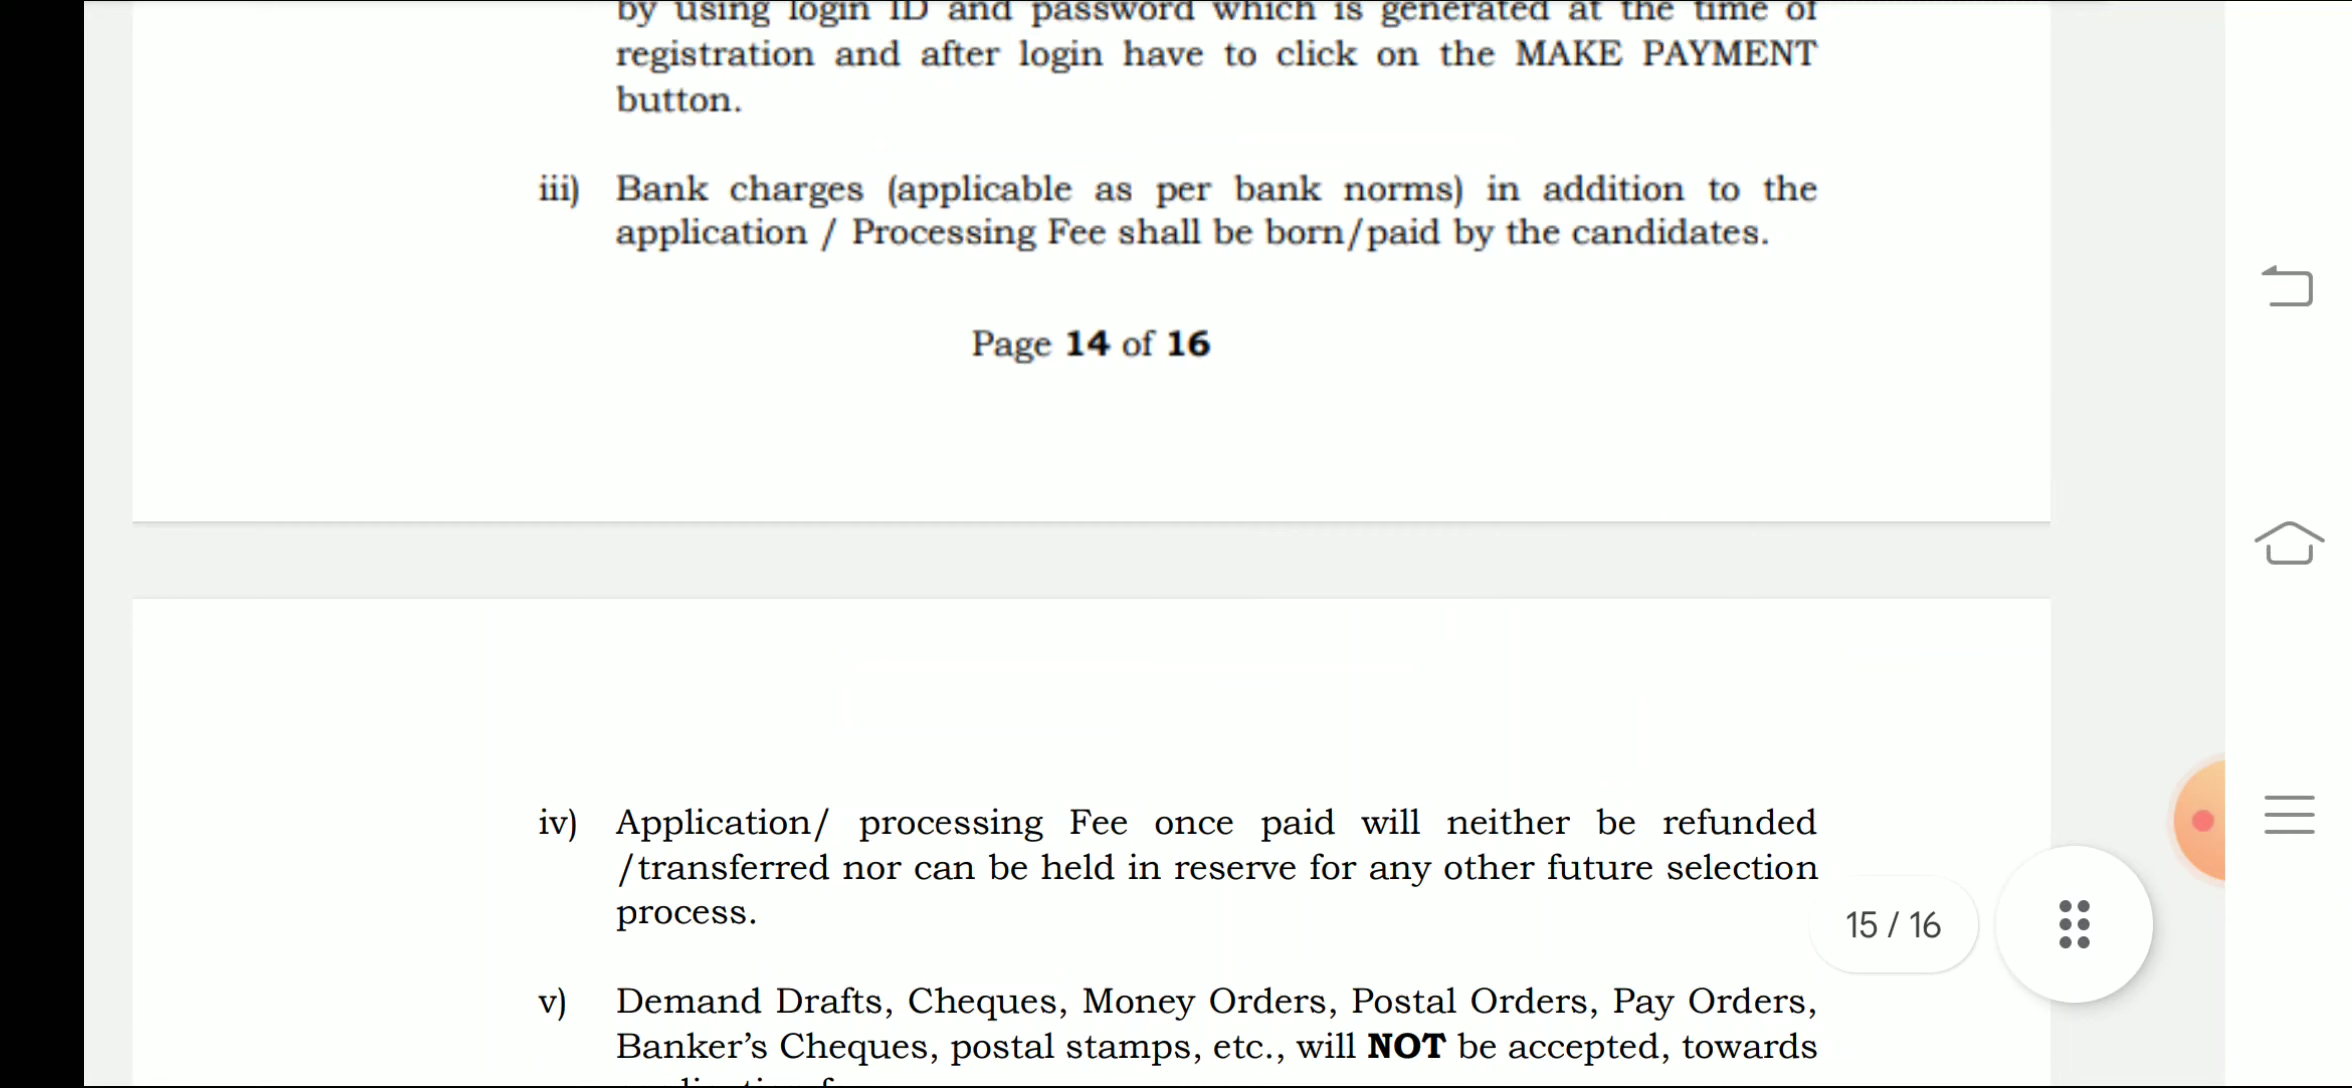 by using login ID and password which is generated at the time of
registration and after login have to click on the MAKE PAYMENT
button.
iii) Bank charges (applicable as per bank norms) in addition to the
application / Processing Fee shall be born/paid by the candidates.
Page 14 of 16
iv) Application/ processing Fee once paid will neither be refunded
/transferred nor can be held in reserve for any other future selection
process.
15 / 16
v) Demand Drafts, Cheques, Money Orders, Postal Orders, Pay Orders,
Banker’s Cheques, postal stamps, etc., will NOT be accepted, towards